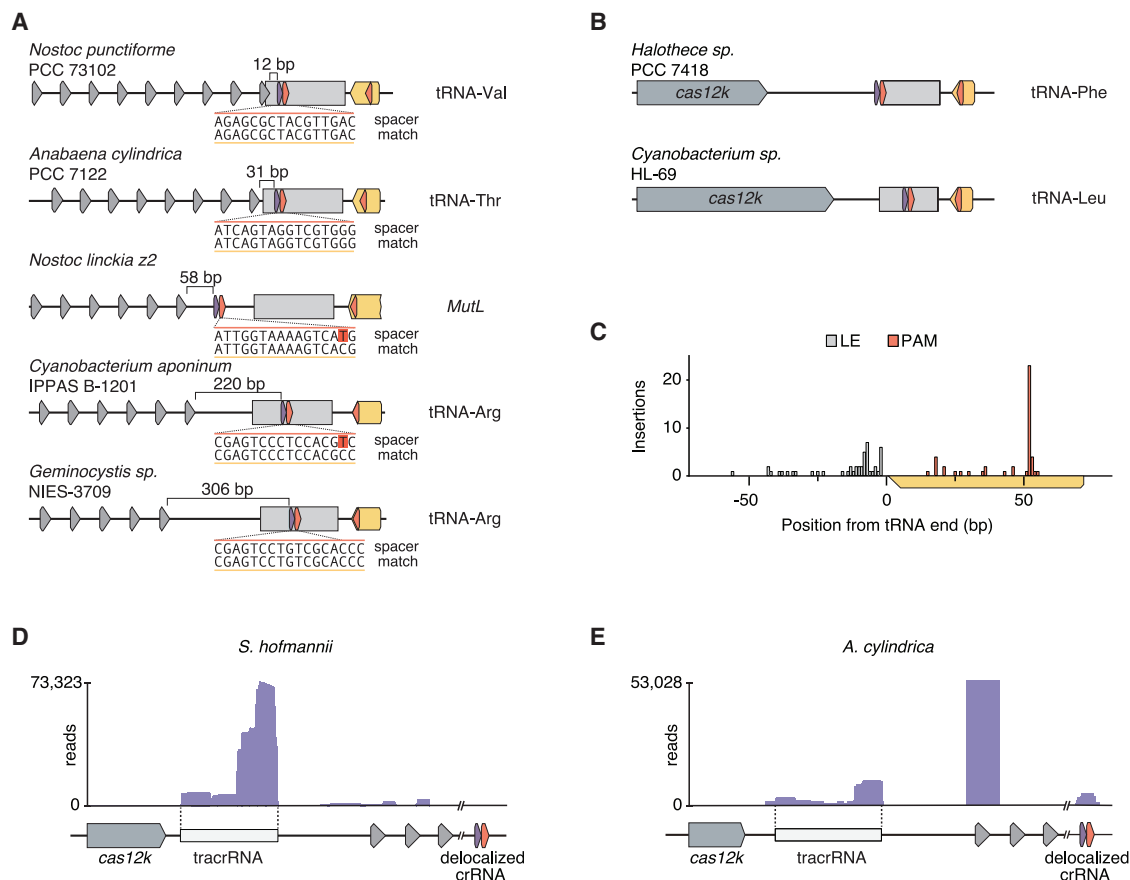 A
Nostoc punctiforme
PCC 73102
12 bp
tRNA-Val
AGAGCGCTACGTTGAC spacer
AGAGCGCTACGTTGAC match
Anabaena cylindrica
PCC 7122
31 bp
tRNA-Thr
ATCAGTAGGTCGTGGG spacer
ATCAGTAGGTCGTGGG match
Nostoc linckia z2
58 bp
MutL
ATTGGTAAAAGTCATG spacer
ATTGGTAAAAGTCACG match
Cyanobacterium aponinum
IPPAS B-1201
220 bp
tRNA-Arg
CGAGTCCCTCCACGTC spacer
CGAGTCCCTCCACGCC match
Geminocystis sp.
NIES-3709
306 bp
tRNA-Arg
CGAGTCCTGTCGCACCC spacer
CGAGTCCTGTCGCACCC match
B
Halothece sp.
PCC 7418
cas12k
tRNA-Phe
Cyanobacterium sp.
HL-69
cas12k
tRNA-Leu
C
LE PAM
Insertions
20
10
0
-50 0 50
Position from tRNA end (bp)
D
S. hofmannii
73,323
reads
0
cas12k
tracrRNA
delocalized
crRNA
E
A. cylindrica
53,028
reads
0
cas12k
tracrRNA
delocalized
crRNA